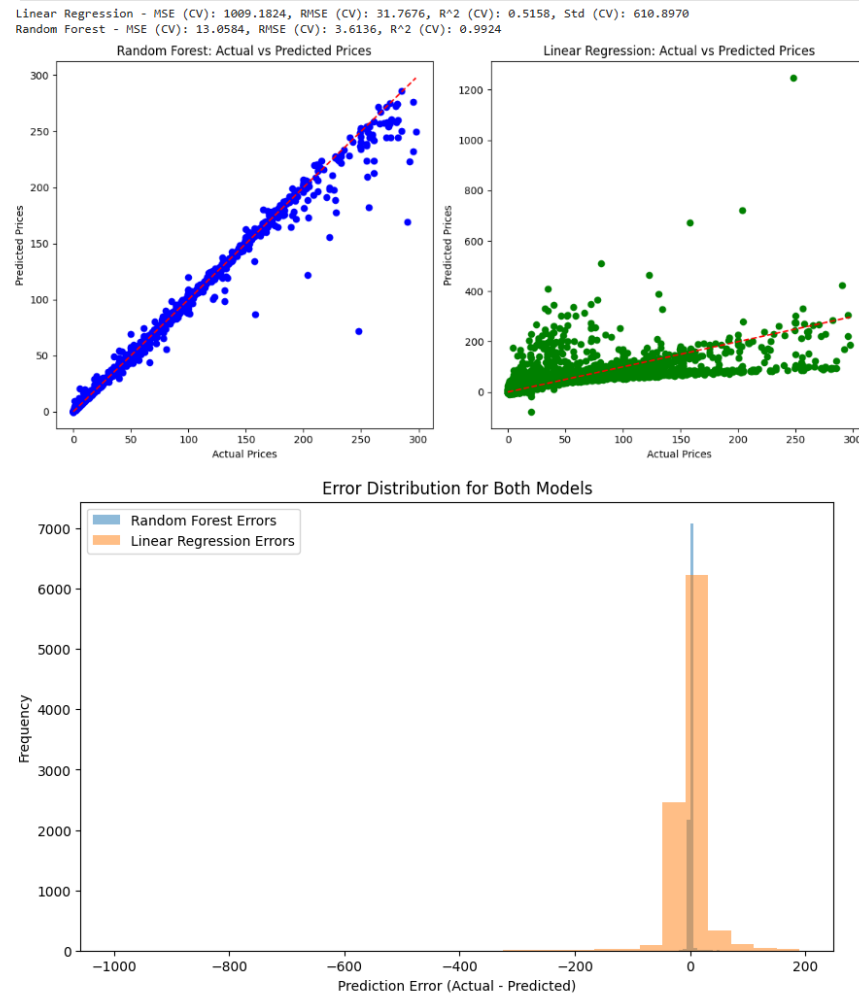 Linear Regression - MSE (CV): 1009.1824, RMSE (CV): 31.7676, R^2 (CV): 0.5158, Std (CV): 610.8970
Random Forest - MSE (CV): 13.0584, RMSE (CV): 3.6136, R^2 (CV): 0.9924
Random Forest: Actual vs Predicted Prices
300
250
200
150
100
50
0
Predicted Prices
0 50 100 150 200 250 300
Actual Prices
Linear Regression: Actual vs Predicted Prices
1200
1000
800
600
400
200
0
Predicted Prices
0 50 100 150 200 250 300
Actual Prices
Error Distribution for Both Models
Random Forest Errors
Linear Regression Errors
7000
6000
5000
4000
3000
2000
1000
0
Frequency
−1000 −800 −600 −400 −200 0 200
Prediction Error (Actual - Predicted)